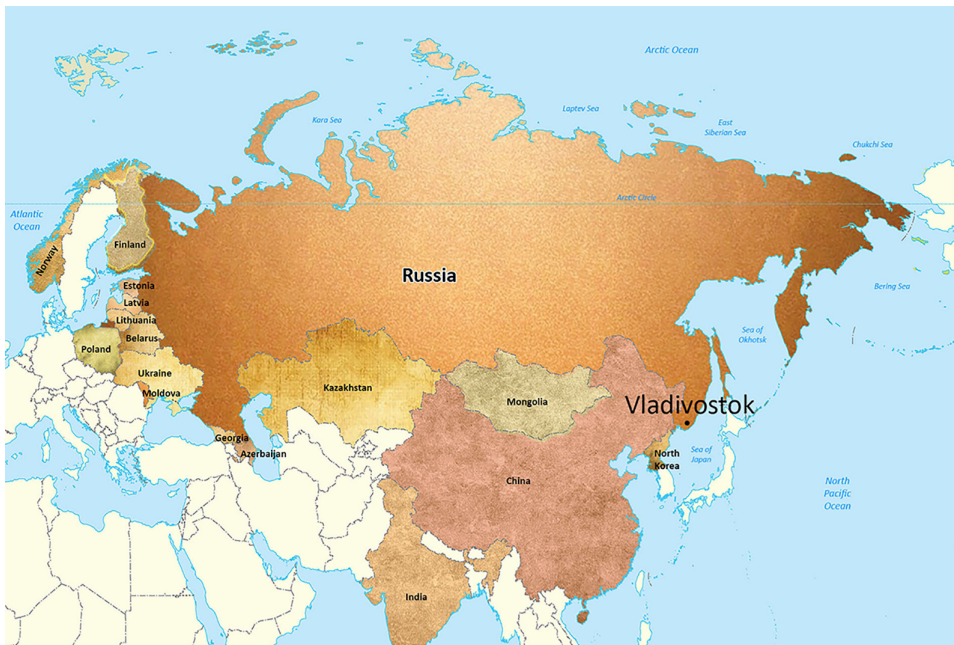 Arctic Ocean
Kara Sea
Laptev Sea
East
Siberian Sea
Chukchi Sea
Arctic Circle
Atlantic
Ocean
Norway
Finland
Russia
Bering Sea
Estonia
Latvia
Lithuania
Belarus
Poland
Sea of
Okhotsk
Ukraine
Moldova
Kazakhstan
Mongolia
Vladivostok
Georgia
Azerbaijan
North
Korea
Sea of
Japan
China
North
Pacific
Ocean
India